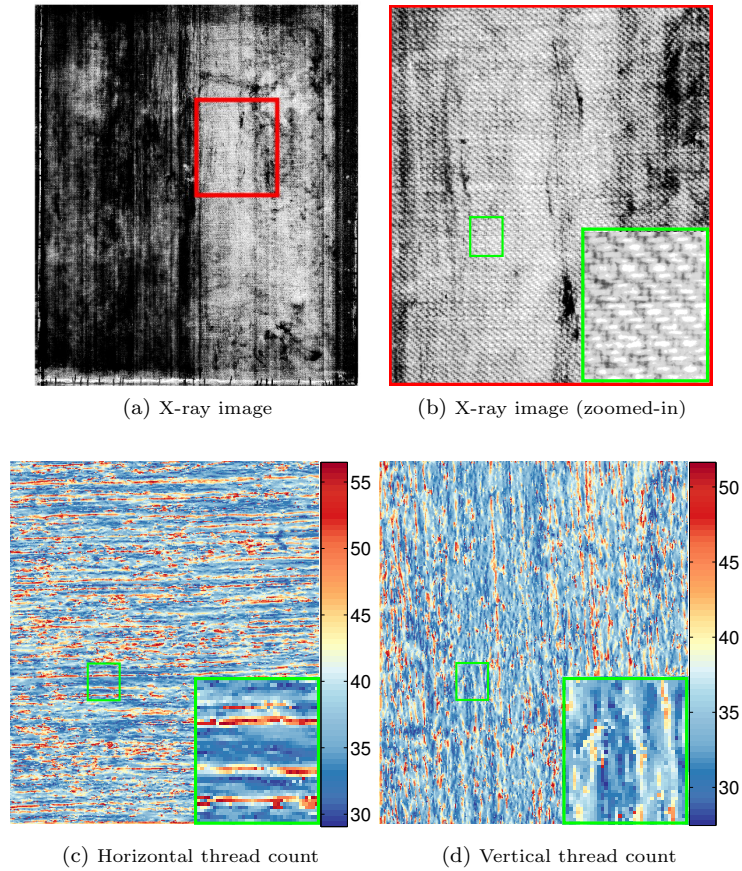 (a) X-ray image
(b) X-ray image (zoomed-in)
55
50
45
40
35
30
50
45
40
35
30
(c) Horizontal thread count
(d) Vertical thread count